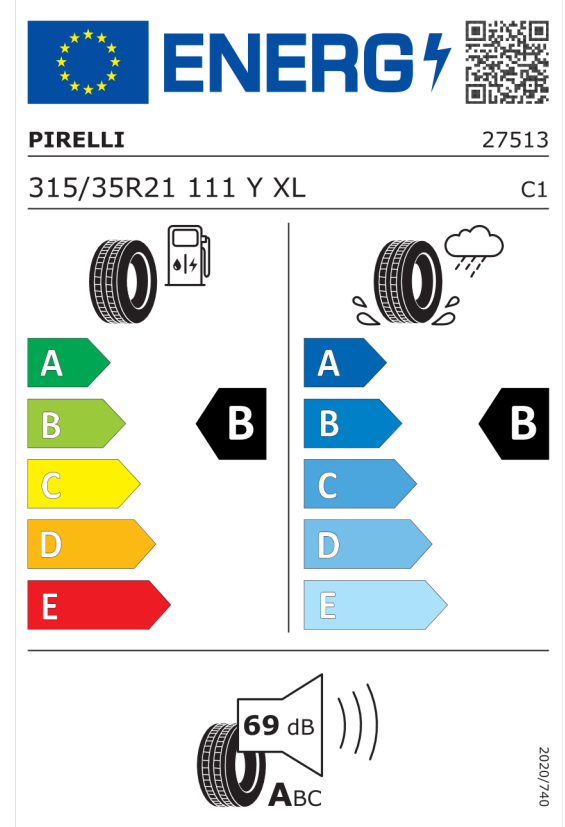 ENERG
PIRELLI 27513
315/35R21 111 Y XL C1
A
B
C
D
E
B
A
B
C
D
E
B
69 dB
ABC
2020/740